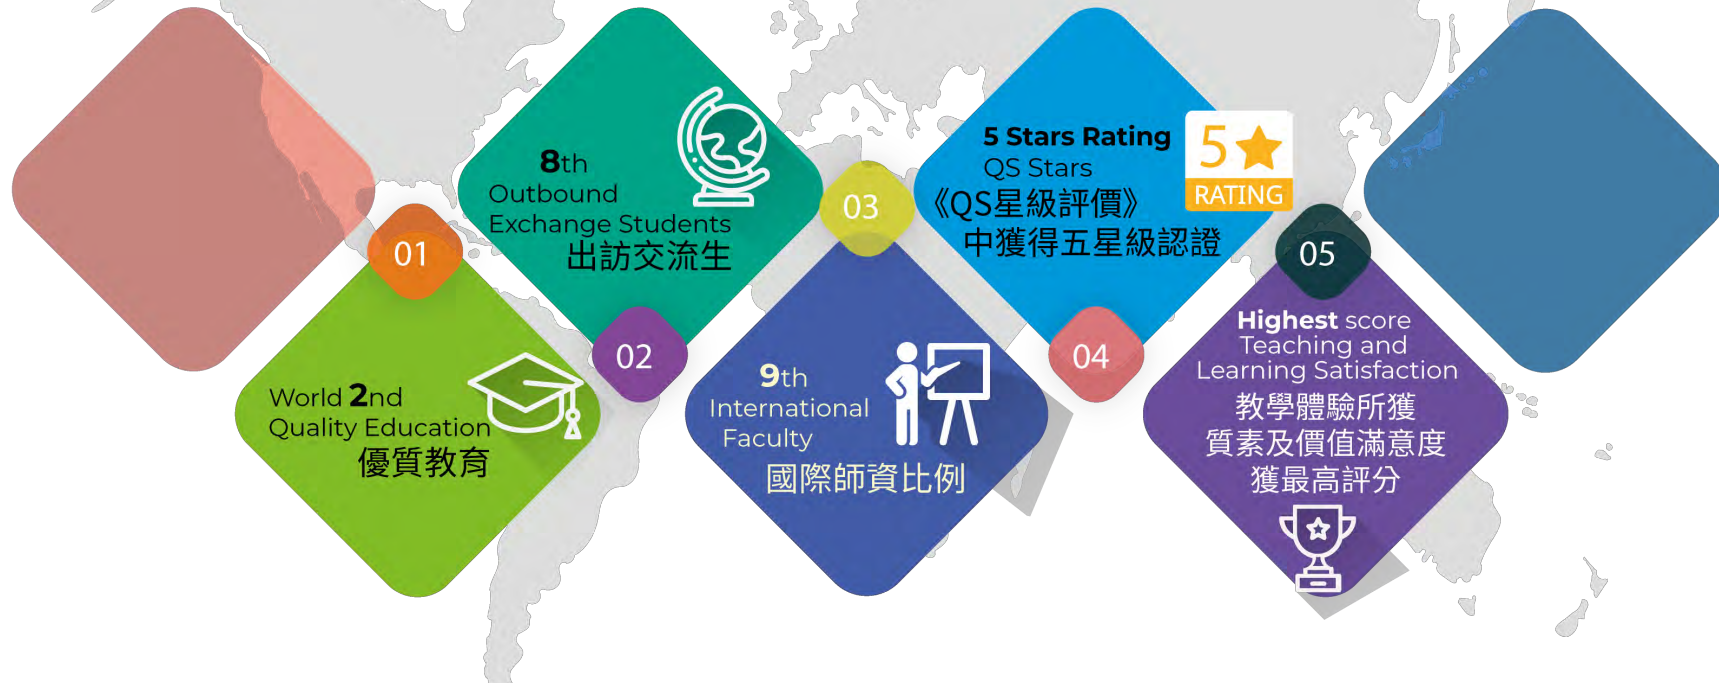 01
World 2nd
Quality Education
優質教育
8th
Outbound
Exchange Students
出訪交流生
02
03
9th
International
Faculty
國際師資比例
5 Stars Rating
QS Stars
《QS星級評價》
中獲得五星級認證
5
RATING
04
05
Highest score
Teaching and
Learning Satisfaction
教學體驗所獲
質素及價值滿意度
獲最高評分